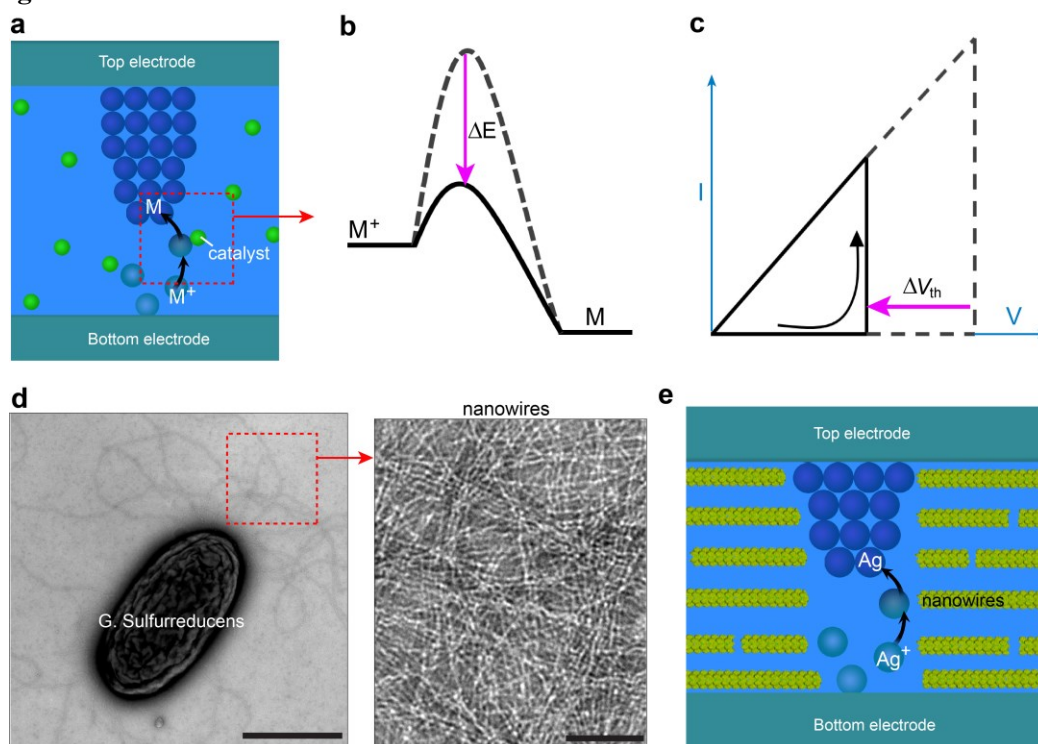 a
Top electrode
M
catalyst
M+
Bottom electrode
b
ΔE
M+
M
c
I
ΔVth
V
d
G. Sulfurreducens
nanowires
e
Top electrode
Ag
nanowires
Ag+
Bottom electrode